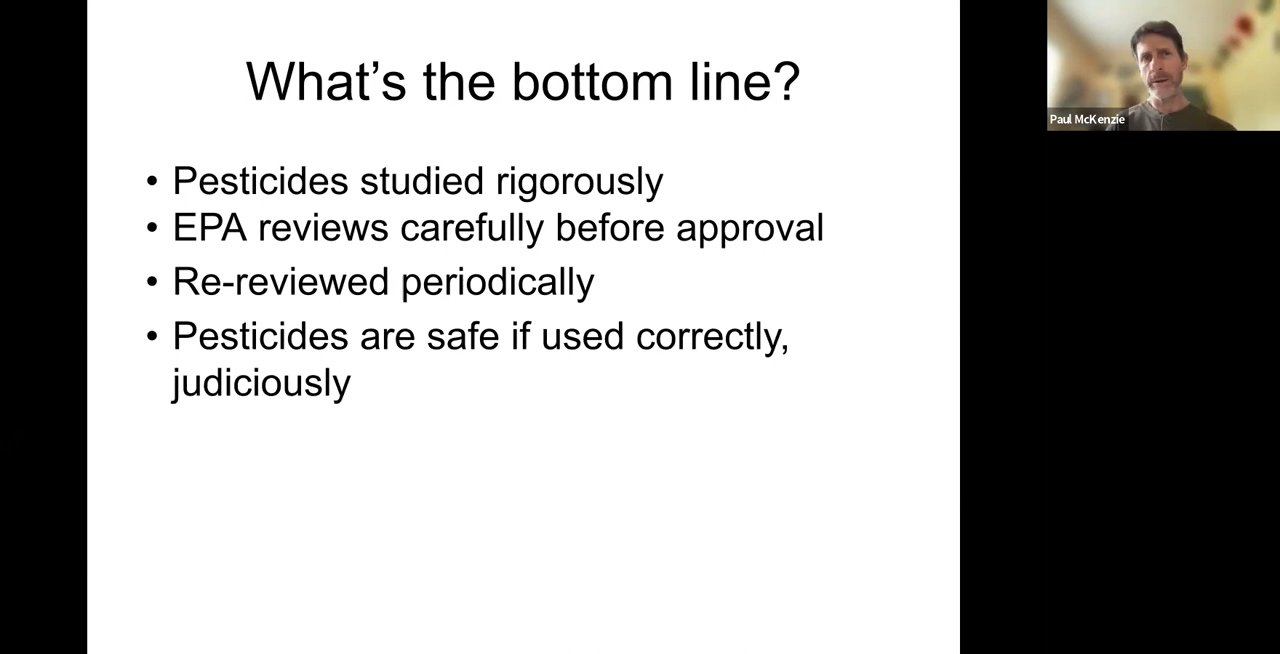 What’s the bottom line?
• Pesticides studied rigorously
• EPA reviews carefully before approval
• Re-reviewed periodically
• Pesticides are safe if used correctly,
judiciously
Paul McKenzie